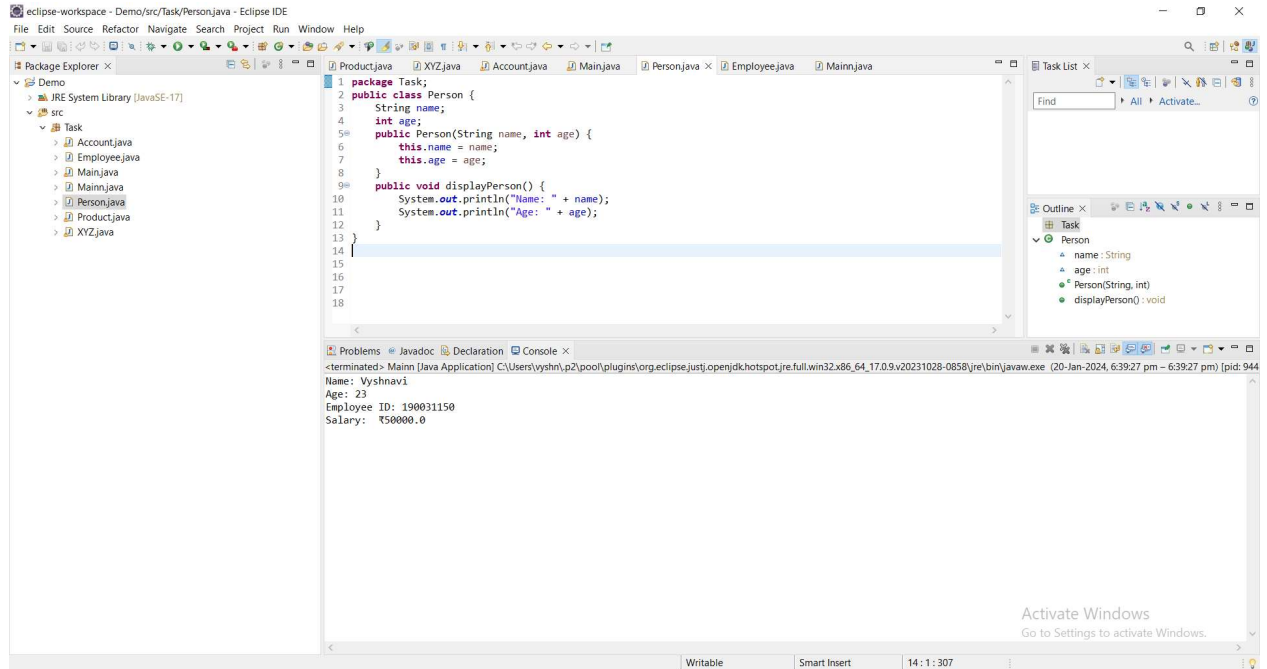 eclipse-workspace - Demo/src/Task/Person.java - Eclipse IDE
File Edit Source Refactor Navigate Search Project Run Window Help
Package Explorer
Demo
JRE System Library [JavaSE-17]
src
Task
Account.java
Employee.java
Main.java
Mainn.java
Person.java
Product.java
XYZ.java
Product.java XYZ.java Account.java Main.java Person.java Employee.java Mainn.java
1 package Task;
2 public class Person {
3 String name;
4 int age;
5 public Person(String name, int age) {
6 this.name = name;
7 this.age = age;
8 }
9 public void displayPerson() {
10 System.out.println("Name: " + name);
11 System.out.println("Age: " + age);
12 }
13 }
14
15
16
17
18
Task List
Find All Activate...
Outline
Task
Person
name : String
age : int
Person(String, int)
displayPerson() : void
Problems Javadoc Declaration Console
<terminated> Mainn [Java Application] C:\Users\vyshn\.p2\pool\plugins\org.eclipse.justj.openjdk.hotspot.jre.full.win32.x86_64_17.0.9.v20231028-0858\jre\bin\javaw.exe (20-Jan-2024, 6:39:27 pm – 6:39:27 pm) [pid: 944
Name: Vyshnavi
Age: 23
Employee ID: 190031150
Salary: ₹50000.0
Activate Windows
Go to Settings to activate Windows.
Writable Smart Insert 14 : 1 : 307